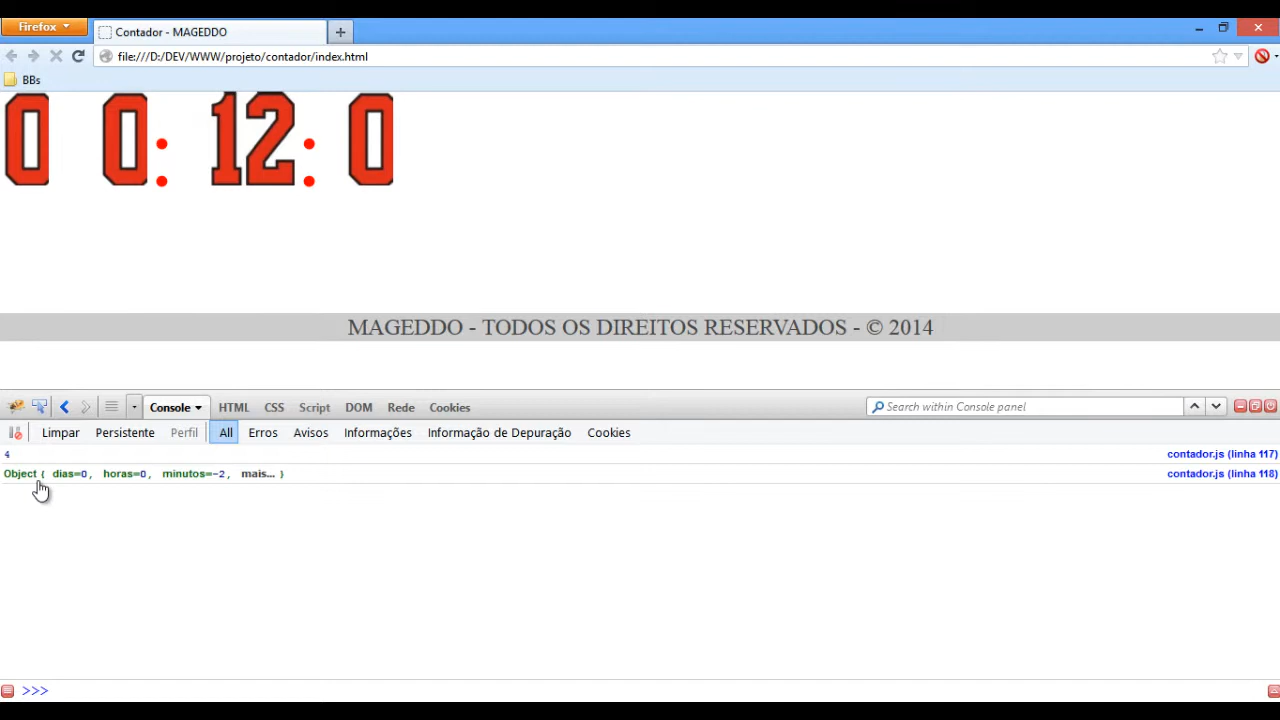 Firefox
Contador - MAGEDDO
file:///D:/DEV/WWW/projeto/contador/index.html
BBs
0 0: 12: 0
MAGEDDO - TODOS OS DIREITOS RESERVADOS - © 2014
Console HTML CSS Script DOM Rede Cookies Search within Console panel
Limpar Persistente Perfil All Erros Avisos Informações Informação de Depuração Cookies
4 contador.js (linha 117)
Object { dias=0, horas=0, minutos=-2, mais... } contador.js (linha 118)
>>>